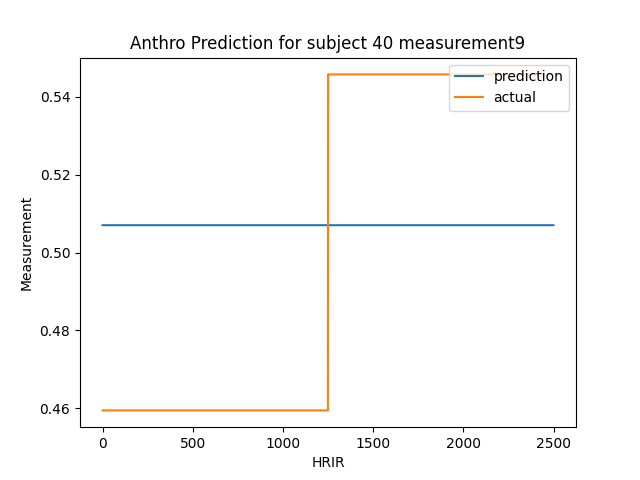 Anthro Prediction for subject 40 measurement9
prediction
actual
0.54
0.52
0.50
0.48
0.46
Measurement
0 500 1000 1500 2000 2500
HRIR